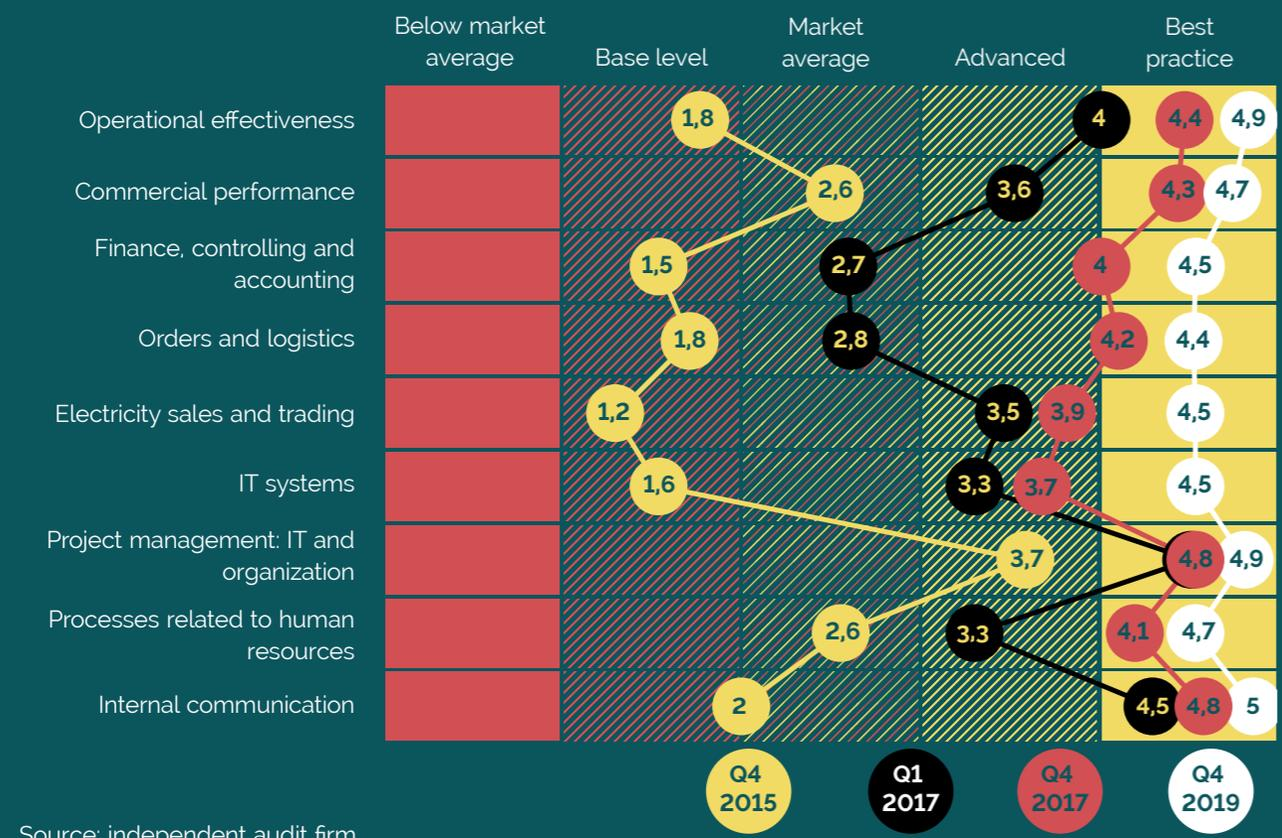 Below market
average
Base level
Market
average
Advanced
Best
practice
Operational effectiveness
1,8
4
4,4
4,9
Commercial performance
2,6
3,6
4,3
4,7
Finance, controlling and
accounting
1,5
2,7
4
4,5
Orders and logistics
1,8
2,8
4,2
4,4
Electricity sales and trading
1,2
3,5
3,9
4,5
IT systems
1,6
3,3
3,7
4,5
Project management: IT and
organization
3,7
4,8
4,9
Processes related to human
resources
2,6
3,3
4,1
4,7
Internal communication
2
4,5
4,8
5
Q4
2015
Q1
2017
Q4
2017
Q4
2019
Source: independent audit firm